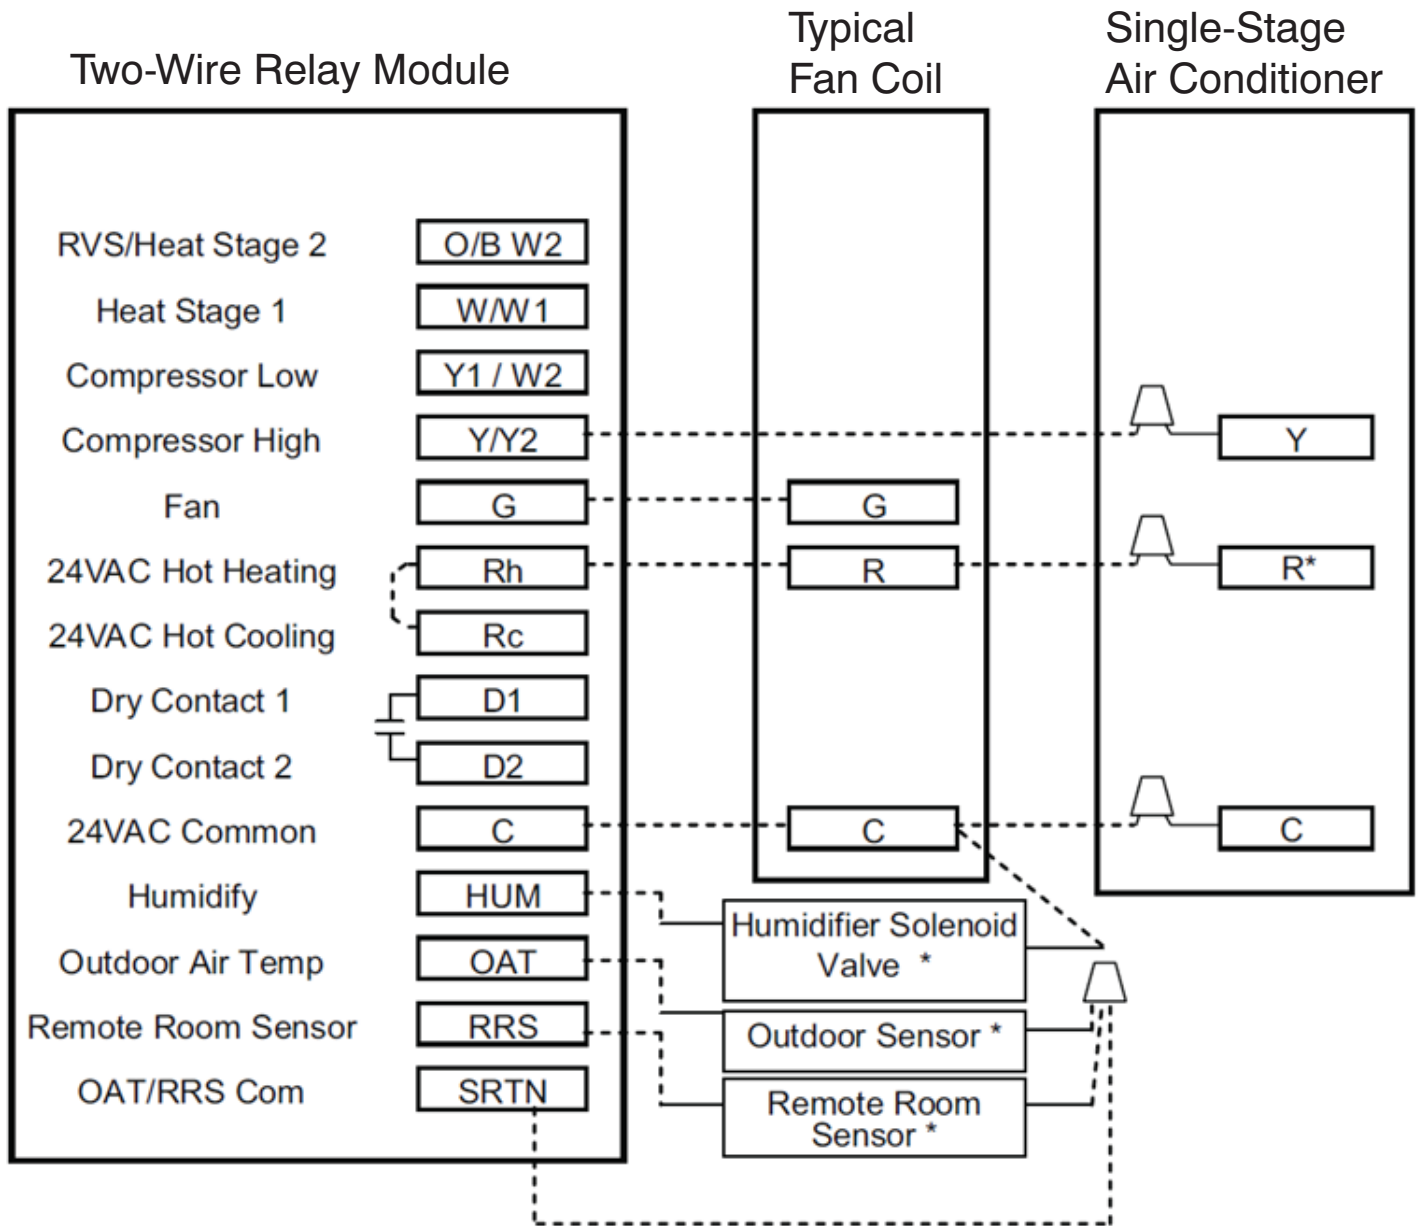 Two-Wire Relay Module
Typical
Fan Coil
Single-Stage
Air Conditioner
RVS/Heat Stage 2 O/B W2
Heat Stage 1 W/W1
Compressor Low Y1 / W2
Compressor High Y/Y2 Y
Fan G G
24VAC Hot Heating Rh R R*
24VAC Hot Cooling Rc
Dry Contact 1 D1
Dry Contact 2 D2
24VAC Common C C C
Humidify HUM
Humidifier Solenoid
Valve *
Outdoor Air Temp OAT
Remote Room Sensor RRS
Outdoor Sensor *
OAT/RRS Com SRTN
Remote Room
Sensor *